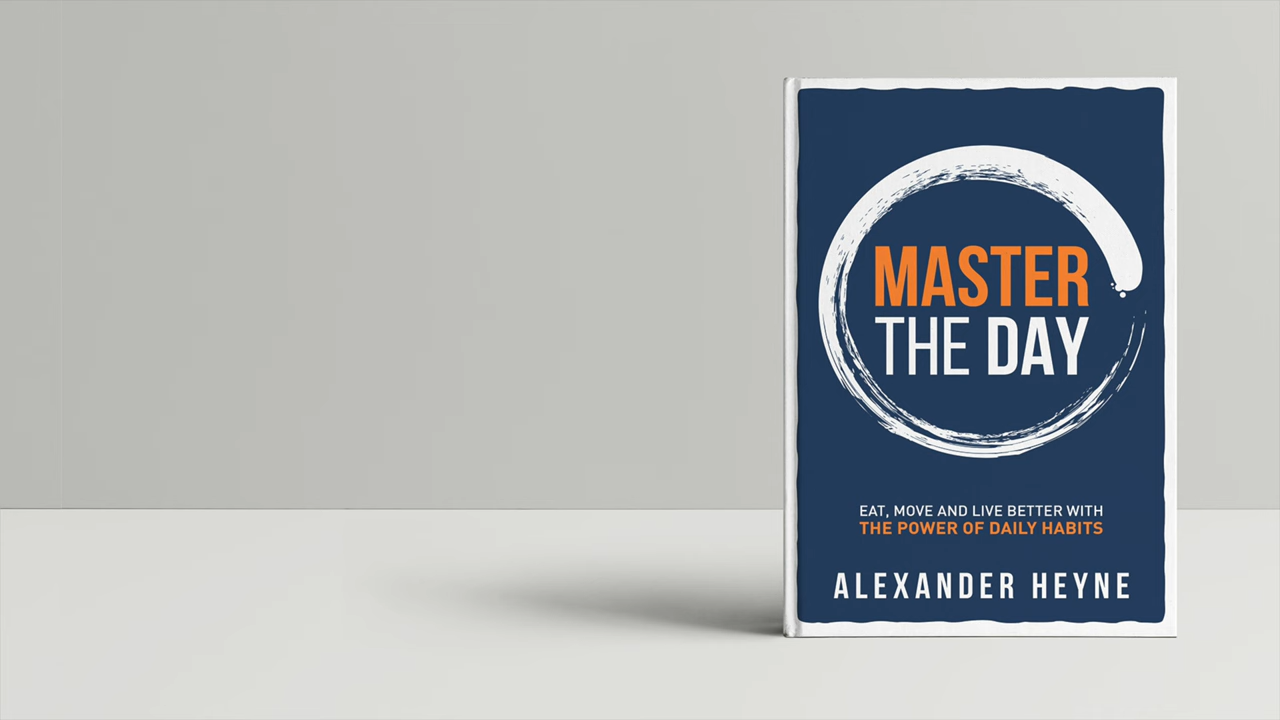 MASTER
THE DAY
EAT, MOVE AND LIVE BETTER WITH
THE POWER OF DAILY HABITS
ALEXANDER HEYNE